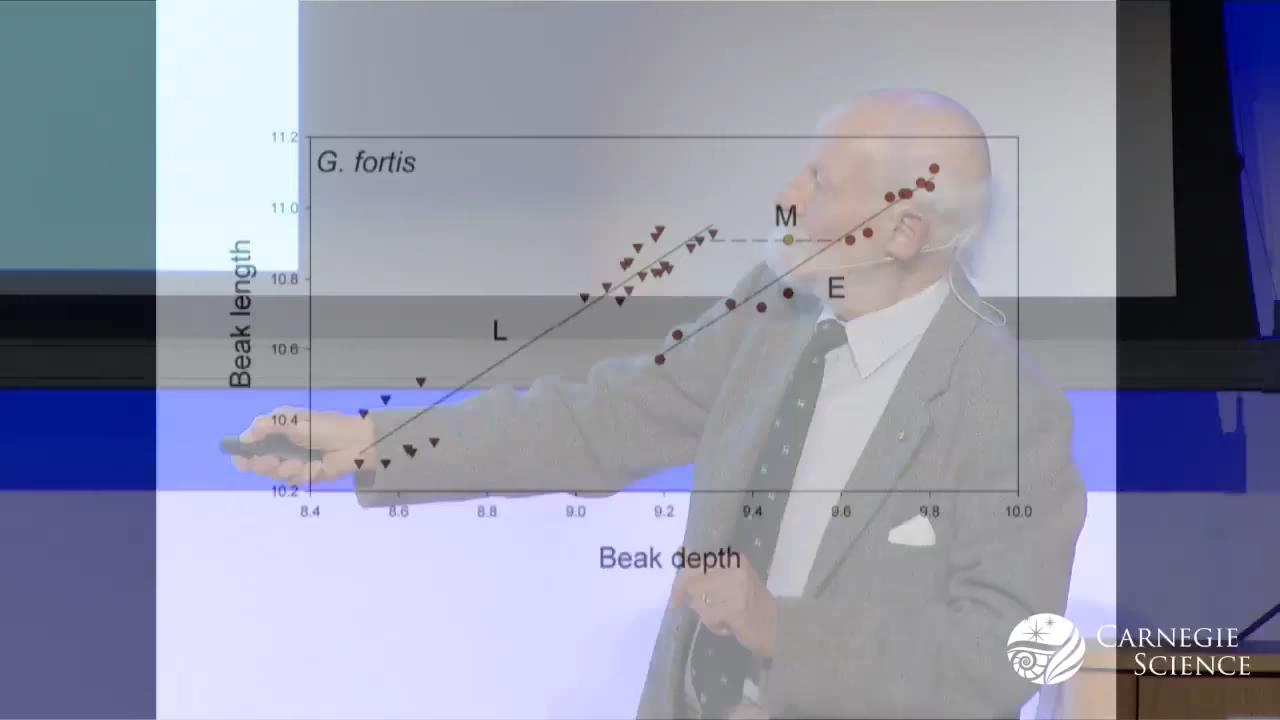 11.2
G. fortis
11.0
M
10.8
E
Beak length
L
10.6
10.4
10.2
8.4 8.6 8.8 9.0 9.2 9.4 9.6 9.8 10.0
Beak depth
CARNEGIE
SCIENCE